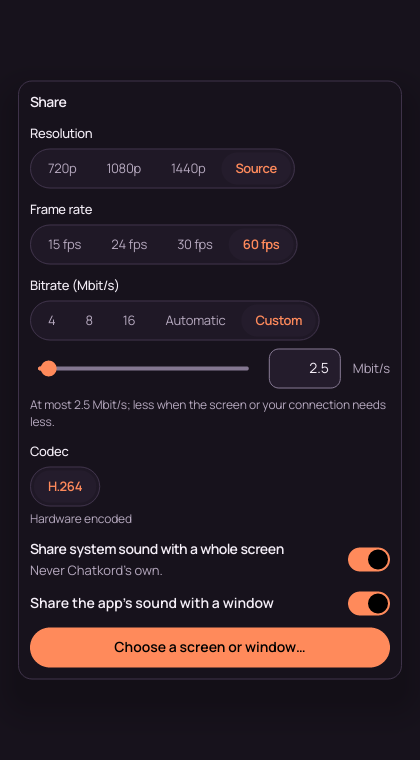 Share
Resolution
720p 1080p 1440p Source
Frame rate
15 fps 24 fps 30 fps 60 fps
Bitrate (Mbit/s)
4 8 16 Automatic Custom
2.5 Mbit/s
At most 2.5 Mbit/s; less when the screen or your connection needs
less.
Codec
H.264
Hardware encoded
Share system sound with a whole screen
Never Chatkord's own.
Share the app's sound with a window
Choose a screen or window...